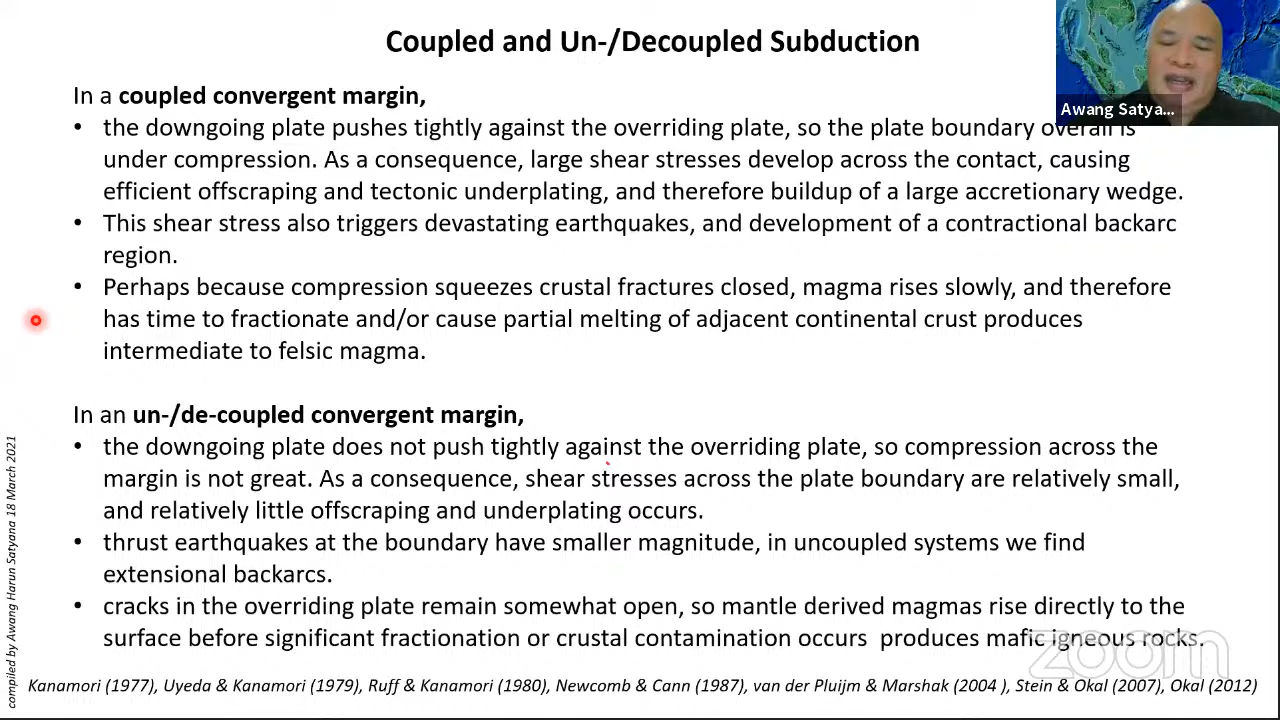 Coupled and Un-/Decoupled Subduction
Awang Satya...
In a coupled convergent margin,
• the downgoing plate pushes tightly against the overriding plate, so the plate boundary overall is
under compression. As a consequence, large shear stresses develop across the contact, causing
efficient offscraping and tectonic underplating, and therefore buildup of a large accretionary wedge.
• This shear stress also triggers devastating earthquakes, and development of a contractional backarc
region.
• Perhaps because compression squeezes crustal fractures closed, magma rises slowly, and therefore
has time to fractionate and/or cause partial melting of adjacent continental crust produces
intermediate to felsic magma.
In an un-/de-coupled convergent margin,
• the downgoing plate does not push tightly against the overriding plate, so compression across the
margin is not great. As a consequence, shear stresses across the plate boundary are relatively small,
and relatively little offscraping and underplating occurs.
• thrust earthquakes at the boundary have smaller magnitude, in uncoupled systems we find
extensional backarcs.
• cracks in the overriding plate remain somewhat open, so mantle derived magmas rise directly to the
surface before significant fractionation or crustal contamination occurs produces mafic igneous rocks.
zoom
Kanamori (1977), Uyeda & Kanamori (1979), Ruff & Kanamori (1980), Newcomb & Cann (1987), van der Pluijm & Marshak (2004 ), Stein & Okal (2007), Okal (2012)
compiled by Awang Harun Satyana 18 March 2021